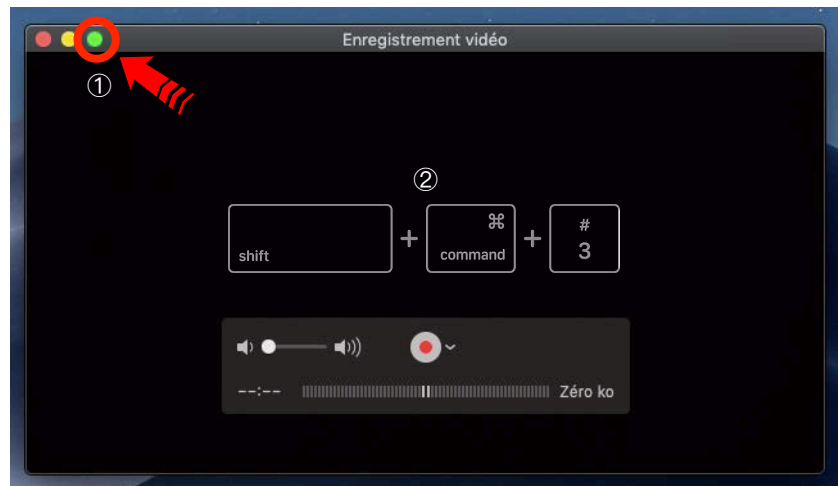 Enregistrement vidéo
①
②
shift + ⌘ command + # 3
--:-- Zéro ko